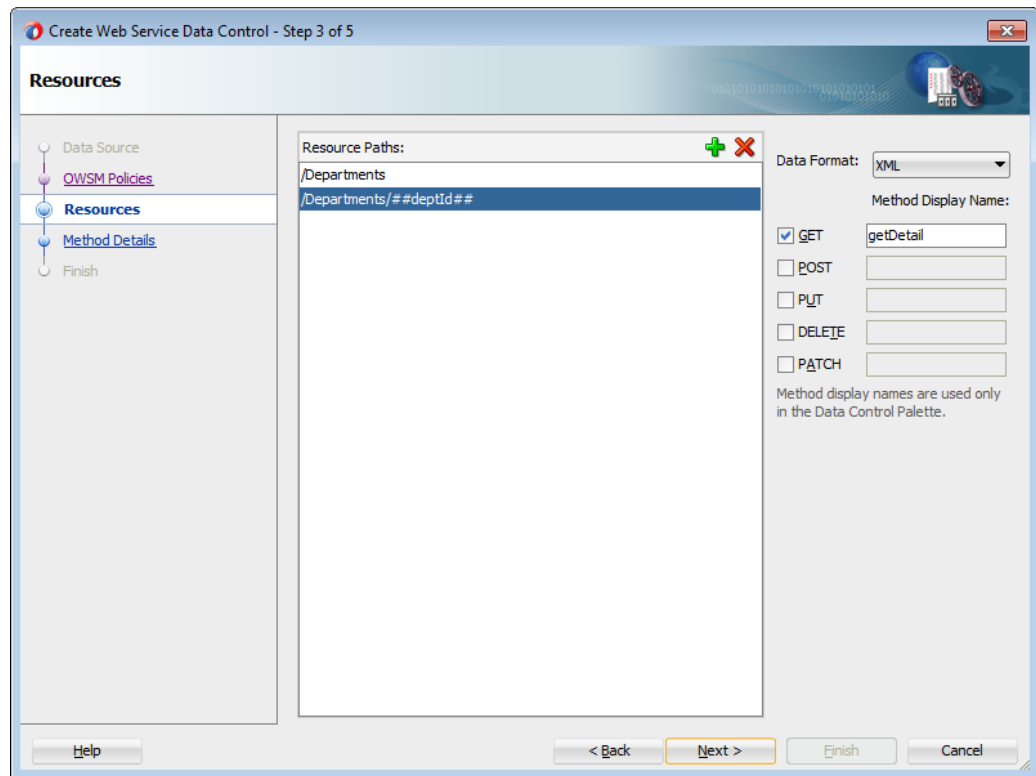 Create Web Service Data Control - Step 3 of 5
Resources
Data Source
OWSM Policies
Resources
Method Details
Finish
Resource Paths:
/Departments
/Departments/##deptId##
Data Format:
XML
Method Display Name:
GET
getDetail
POST
PUT
DELETE
PATCH
Method display names are used only
in the Data Control Palette.
Help
< Back
Next >
Finish
Cancel